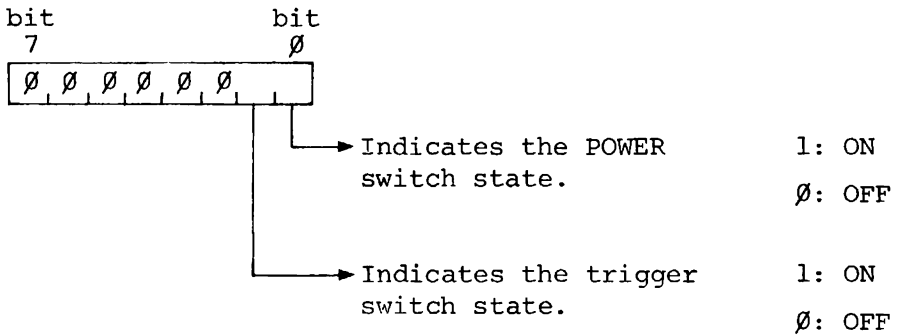 bit bit
7 Ø
Ø Ø Ø Ø Ø Ø
Indicates the POWER 1: ON
switch state.
Ø: OFF
Indicates the trigger 1: ON
switch state.
Ø: OFF